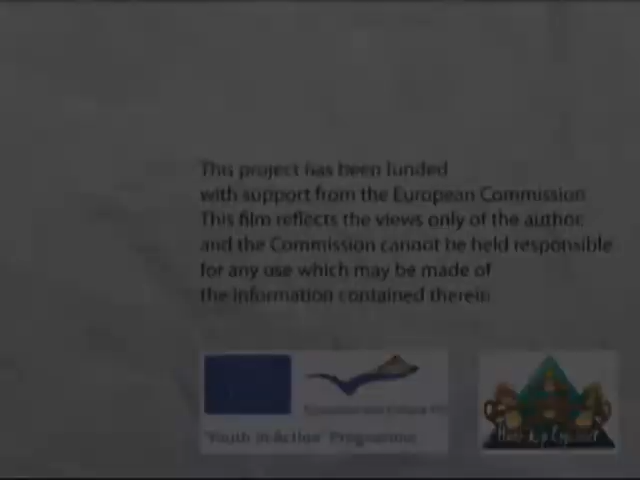 This project has been funded
with support from the European Commission
This film reflects the views only of the author
and the Commission cannot be held responsible
for any use which may be made of
the information contained therein
'Youth in Action' Programme